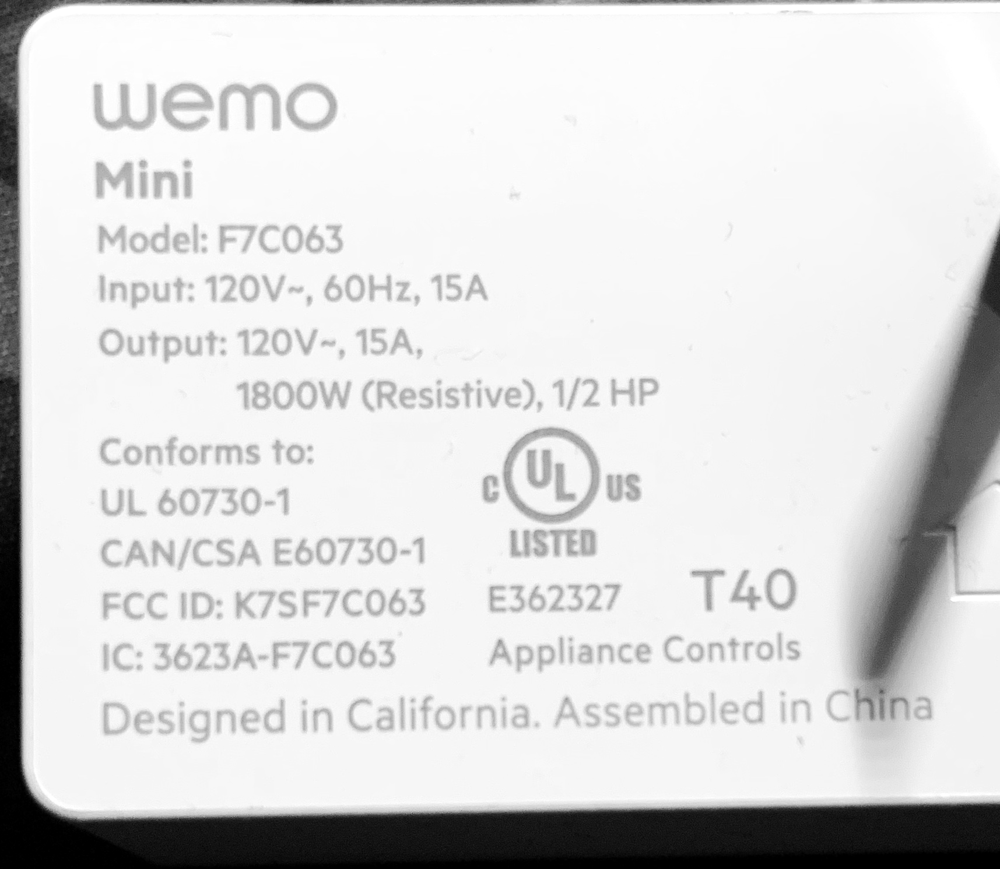 wemo
Mini
Model: F7C063
Input: 120V~, 60Hz, 15A
Output: 120V~, 15A,
1800W (Resistive), 1/2 HP
Conforms to:
UL 60730-1
CAN/CSA E60730-1
FCC ID: K7SF7C063
IC: 3623A-F7C063
C UL US
LISTED
E362327
T40
Appliance Controls
Designed in California. Assembled in China